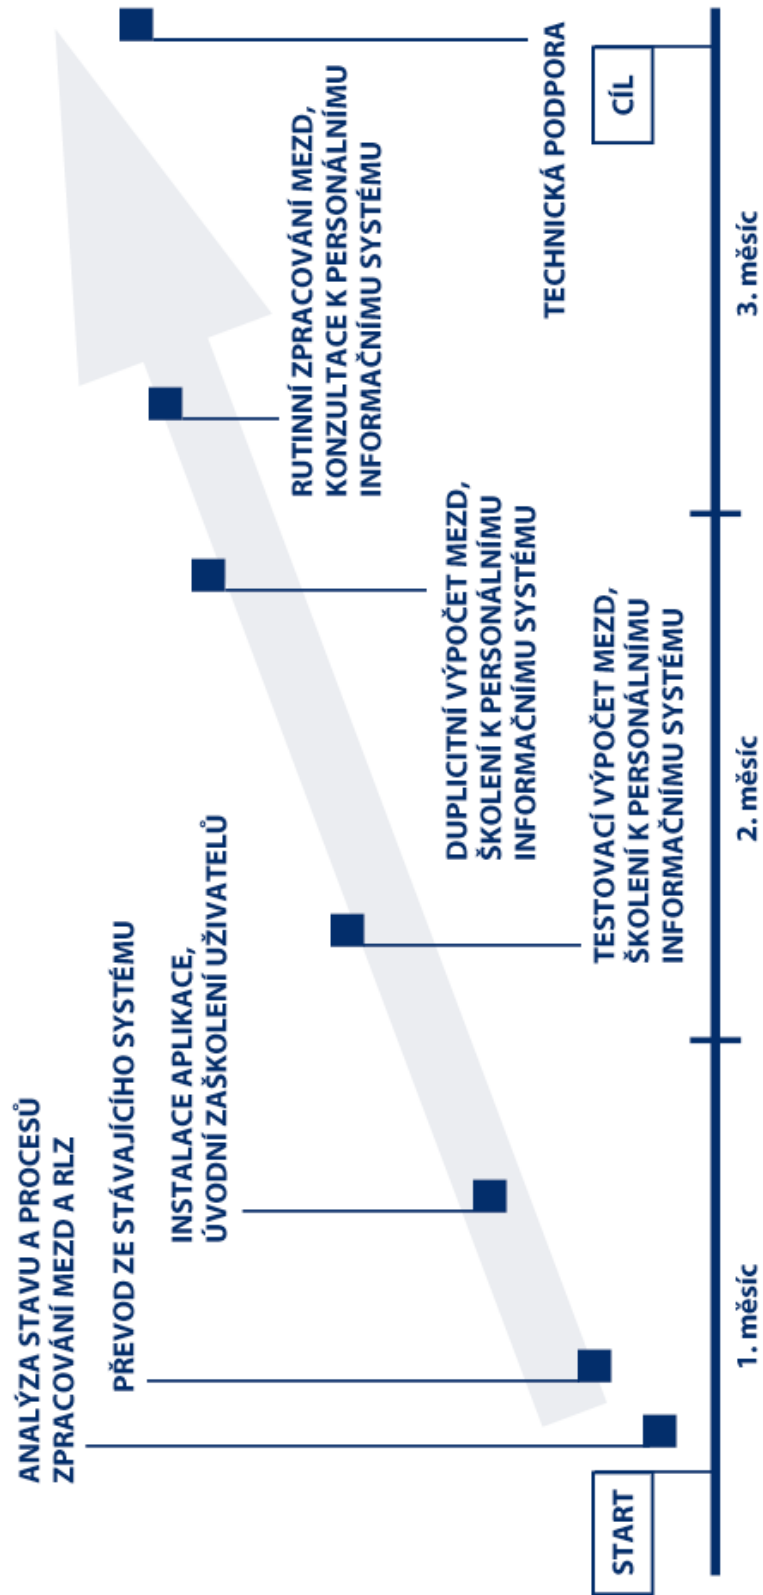 ANALÝZA STAVU A PROCESŮ
ZPRACOVÁNÍ MEZD A RLZ
PŘEVOD ZE STÁVAJÍCÍHO SYSTÉMU
INSTALACE APLIKACE,
ÚVODNÍ ZAŠKOLENÍ UŽIVATELŮ
TESTOVACÍ VÝPOČET MEZD,
ŠKOLENÍ K PERSONÁLNÍMU
INFORMAČNÍMU SYSTÉMU
DUPLICITNÍ VÝPOČET MEZD,
ŠKOLENÍ K PERSONÁLNÍMU
INFORMAČNÍMU SYSTÉMU
RUTINNÍ ZPRACOVÁNÍ MEZD,
KONZULTACE K PERSONÁLNÍMU
INFORMAČNÍMU SYSTÉMU
TECHNICKÁ PODPORA
START
CÍL
1. měsíc
2. měsíc
3. měsíc